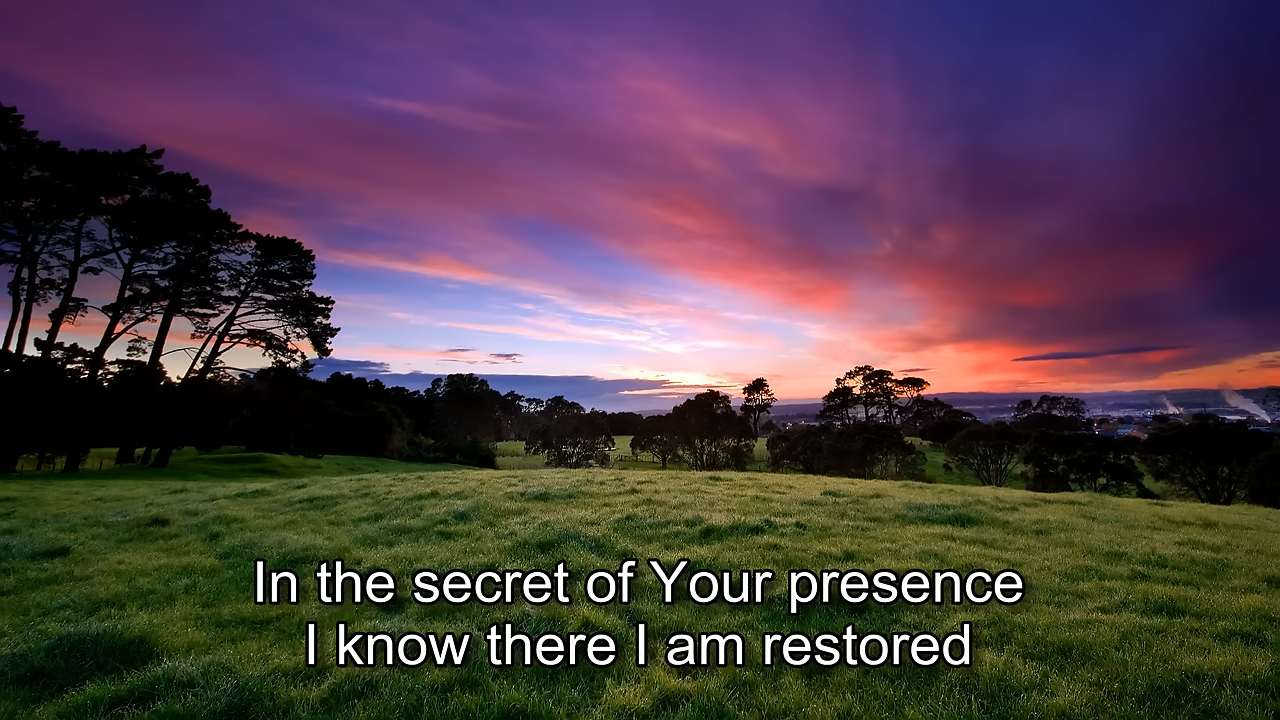 In the secret of Your presence
I know there I am restored